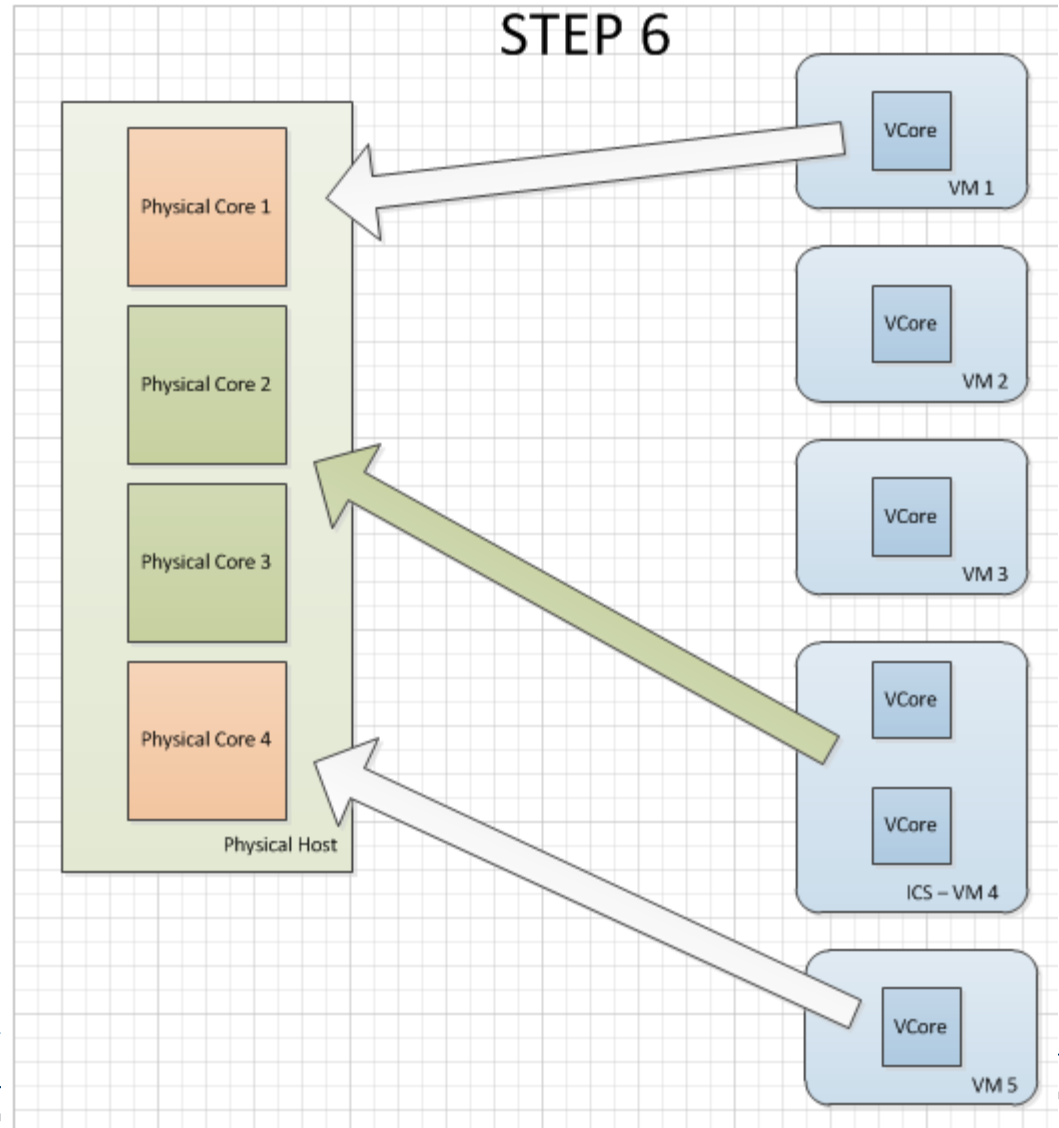 STEP 6
Physical Core 1
Physical Core 2
Physical Core 3
Physical Core 4
Physical Host
VCore
VM 1
VCore
VM 2
VCore
VM 3
VCore
VCore
ICS – VM 4
VCore
VM 5